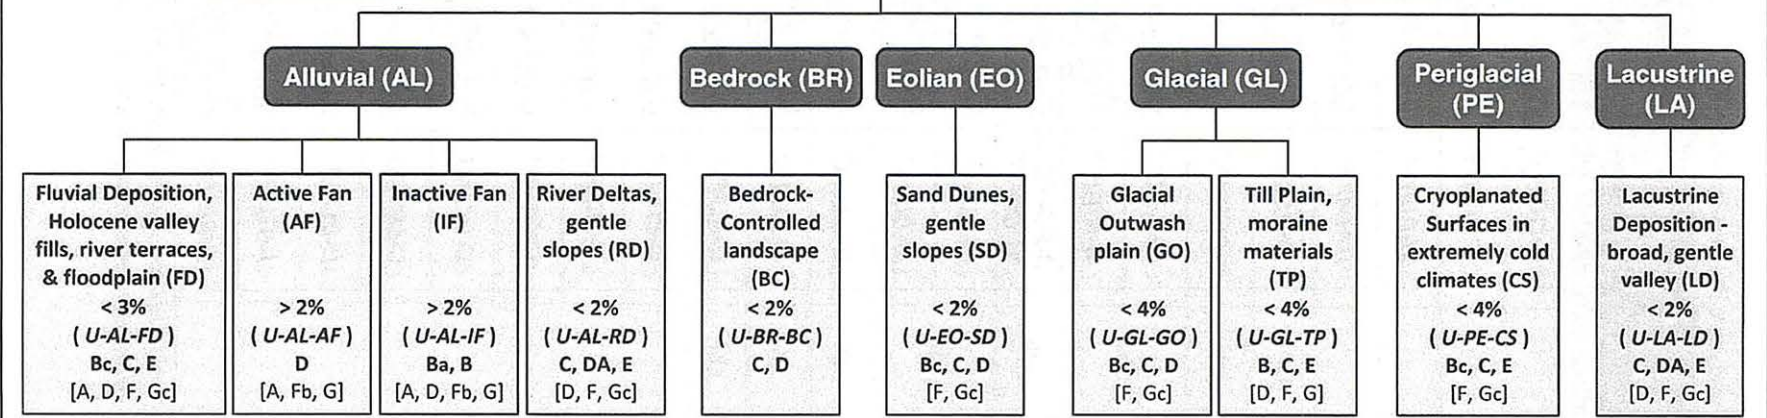 Alluvial (AL)
Bedrock (BR)
Eolian (EO)
Glacial (GL)
Periglacial
(PE)
Lacustrine
(LA)
Fluvial Deposition,
Holocene valley
fills, river terraces,
& floodplain (FD)
< 3%
( U-AL-FD )
Bc, C, E
[A, D, F, Gc]
Active Fan
(AF)
> 2%
( U-AL-AF )
D
[A, Fb, G]
Inactive Fan
(IF)
> 2%
( U-AL-IF )
Ba, B
[A, D, Fb, G]
River Deltas,
gentle
slopes (RD)
< 2%
( U-AL-RD )
C, DA, E
[D, F, Gc]
Bedrock-
Controlled
landscape
(BC)
< 2%
( U-BR-BC )
C, D
Sand Dunes,
gentle
slopes (SD)
< 2%
( U-EO-SD )
Bc, C, D
[F, Gc]
Glacial
Outwash
plain (GO)
< 4%
( U-GL-GO )
Bc, C, D
[F, Gc]
Till Plain,
moraine
materials
(TP)
< 4%
( U-GL-TP )
B, C, E
[D, F, G]
Cryoplanated
Surfaces in
extremely cold
climates (CS)
< 4%
( U-PE-CS )
Bc, C, E
[F, Gc]
Lacustrine
Deposition -
broad, gentle
valley (LD)
< 2%
( U-LA-LD )
C, DA, E
[D, F, Gc]